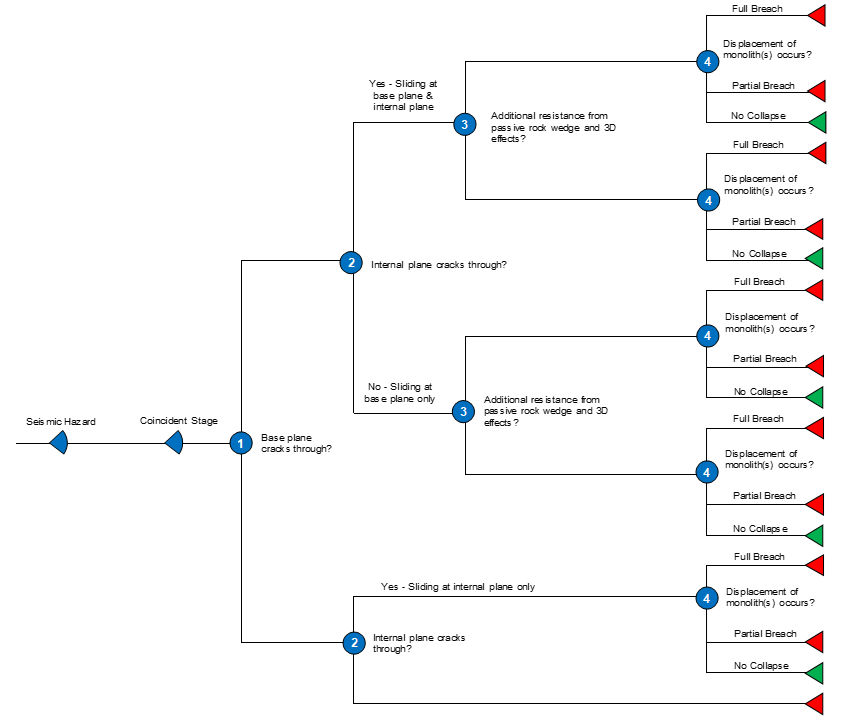 Full Breach
Displacement of
monolith(s) occurs?
4
Partial Breach
No Collapse
Yes - Sliding at
base plane &
internal plane
3
Additional resistance from
passive rock wedge and 3D
effects?
Full Breach
Displacement of
monolith(s) occurs?
4
Partial Breach
No Collapse
2
Internal plane cracks through?
Full Breach
Displacement of
monolith(s) occurs?
4
Partial Breach
No Collapse
No - Sliding at
base plane only
3
Additional resistance from
passive rock wedge and 3D
effects?
Full Breach
Displacement of
monolith(s) occurs?
4
Partial Breach
No Collapse
Seismic Hazard
Coincident Stage
1
Base plane
cracks through?
Full Breach
Yes - Sliding at internal plane only
4
Displacement of
monolith(s) occurs?
Partial Breach
No Collapse
2
Internal plane cracks
through?